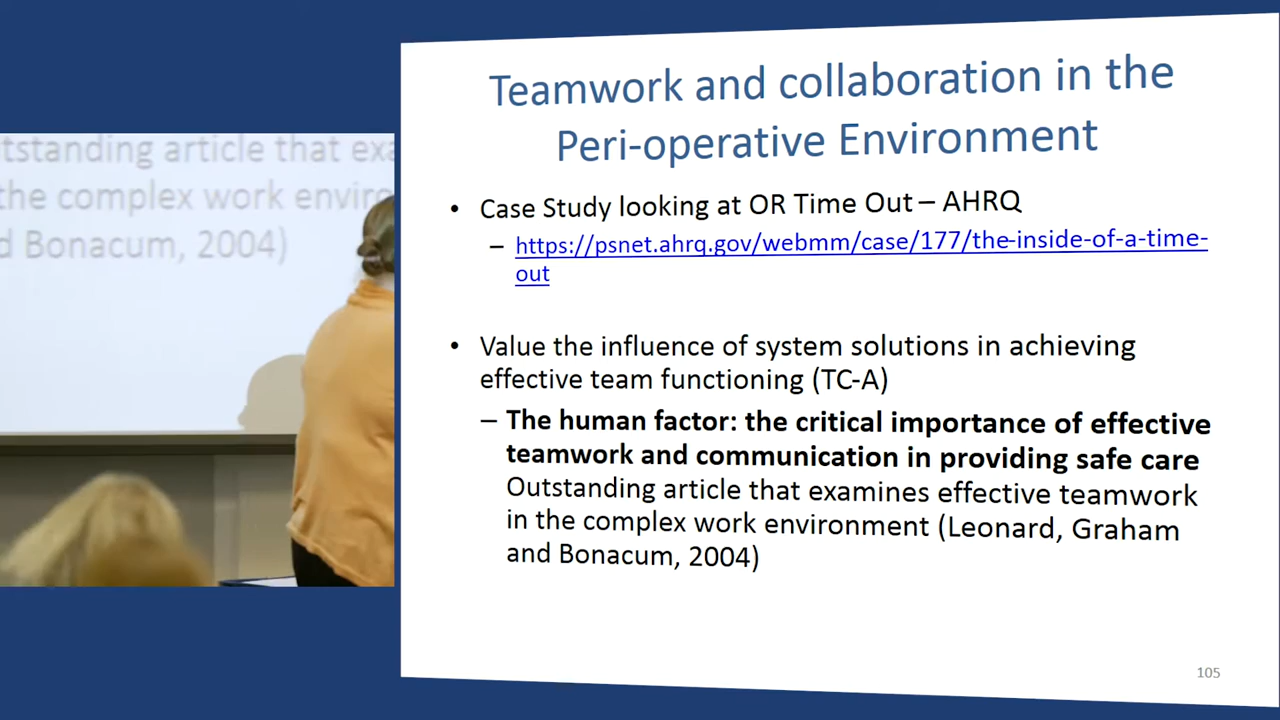 Teamwork and collaboration in the
Peri-operative Environment
• Case Study looking at OR Time Out – AHRQ
– https://psnet.ahrq.gov/webmm/case/177/the-inside-of-a-time-
out
• Value the influence of system solutions in achieving
effective team functioning (TC-A)
– The human factor: the critical importance of effective
teamwork and communication in providing safe care
Outstanding article that examines effective teamwork
in the complex work environment (Leonard, Graham
and Bonacum, 2004)
105
tstanding article that exa
the complex work enviro
d Bonacum, 2004)